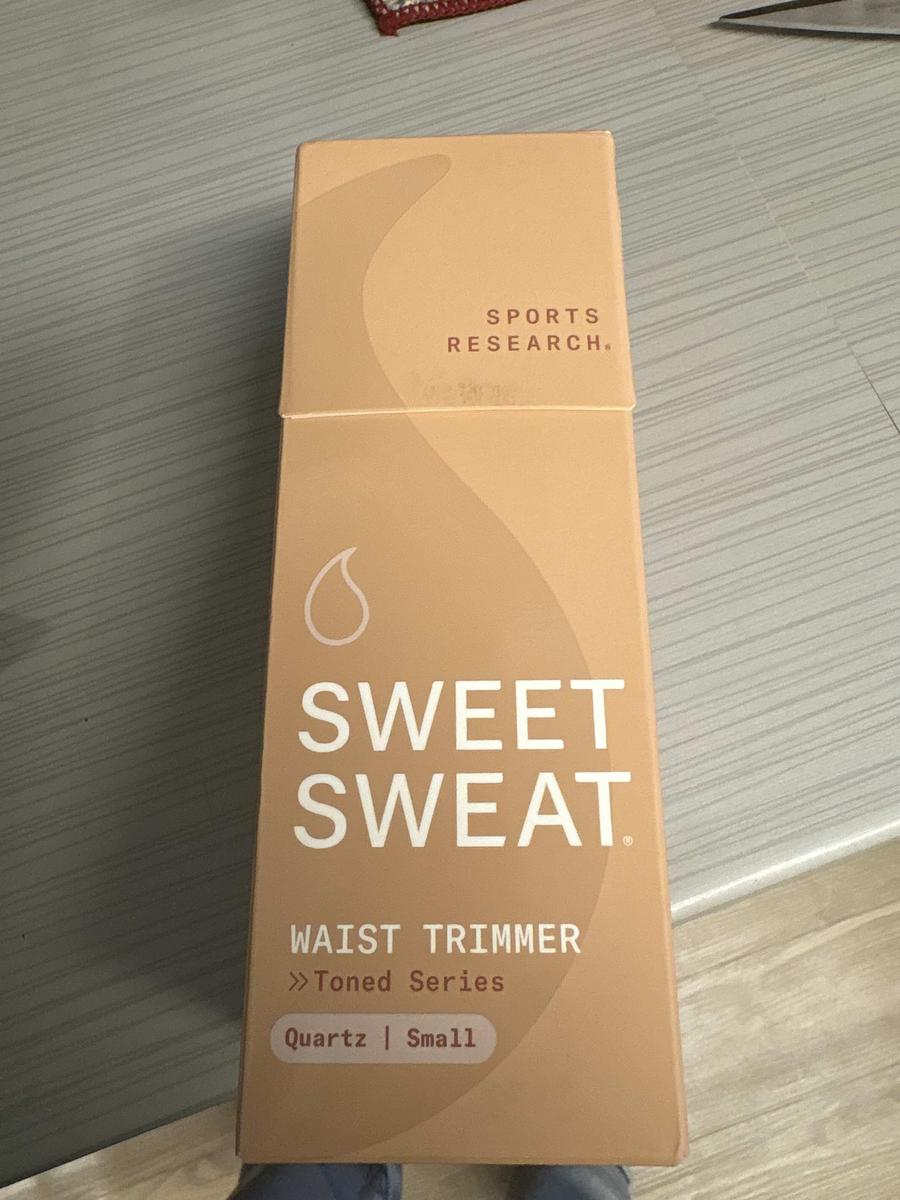 SPORTS
RESEARCH®
SWEET
SWEAT®
WAIST TRIMMER
»Toned Series
Quartz | Small